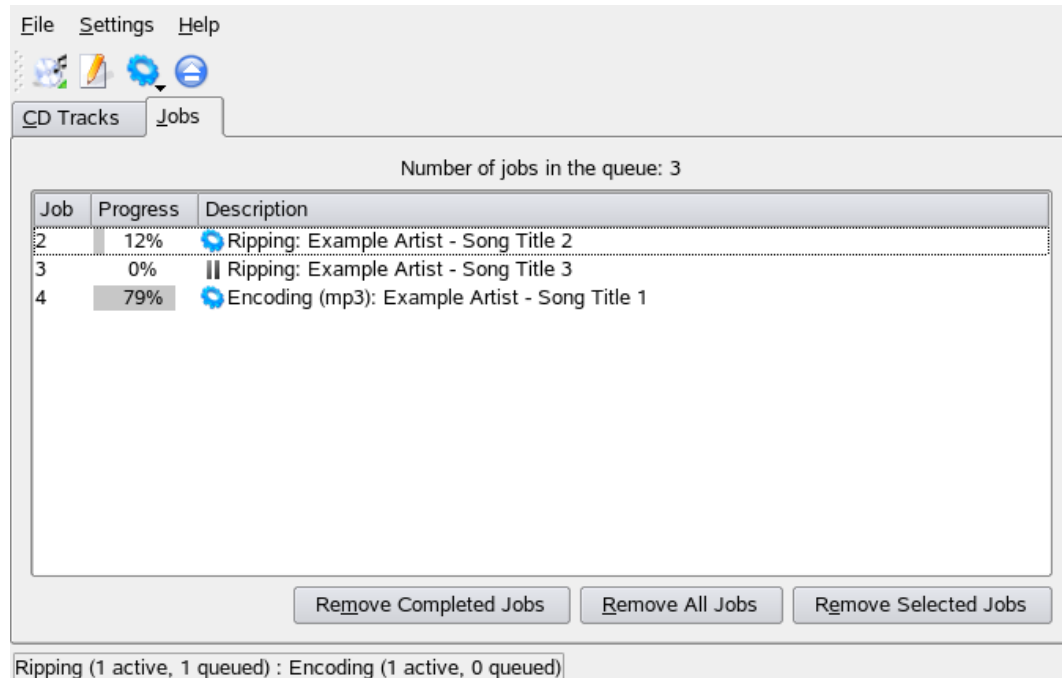 File Settings Help
CD Tracks Jobs
Number of jobs in the queue: 3
Job Progress Description
2 12% Ripping: Example Artist - Song Title 2
3 0% Ripping: Example Artist - Song Title 3
4 79% Encoding (mp3): Example Artist - Song Title 1
Remove Completed Jobs Remove All Jobs Remove Selected Jobs
Ripping (1 active, 1 queued) : Encoding (1 active, 0 queued)